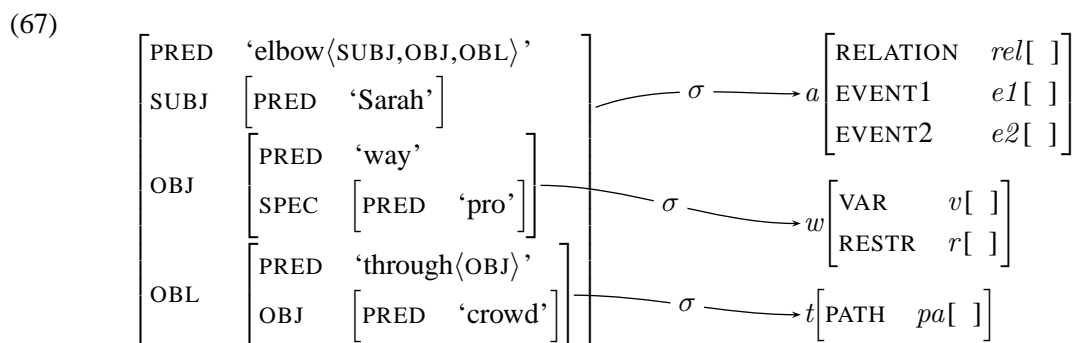 (67)
PRED ‘elbow⟨SUBJ,OBJ,OBL⟩’
SUBJ [PRED ‘Sarah’]
OBJ [PRED ‘way’
SPEC [PRED ‘pro’]]
OBL [PRED ‘through⟨OBJ⟩’
OBJ [PRED ‘crowd’]]
σ
a [RELATION rel[ ]
EVENT1 e1[ ]
EVENT2 e2[ ]]
σ
w [VAR v[ ]
RESTR r[ ]]
σ
t [PATH pa[ ]]